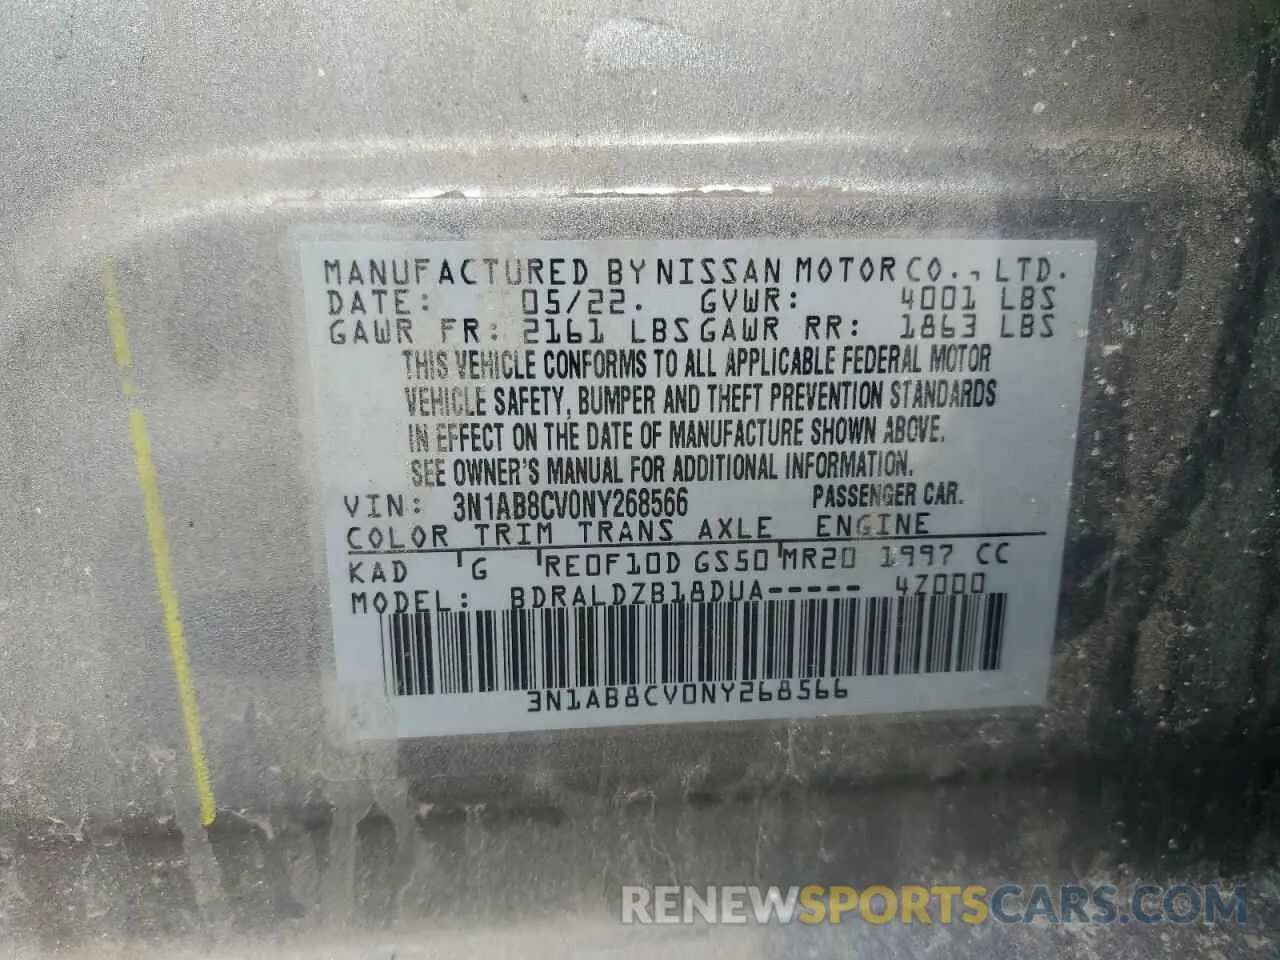 MANUFACTURED BY NISSAN MOTOR CO., LTD.
DATE: 05/22. GVWR: 4001 LBS
GAWR FR: 2161 LBS GAWR RR: 1863 LBS
THIS VEHICLE CONFORMS TO ALL APPLICABLE FEDERAL MOTOR
VEHICLE SAFETY, BUMPER AND THEFT PREVENTION STANDARDS
IN EFFECT ON THE DATE OF MANUFACTURE SHOWN ABOVE.
SEE OWNER'S MANUAL FOR ADDITIONAL INFORMATION.
VIN: 3N1AB8CV0NY268566 PASSENGER CAR.
COLOR TRIM TRANS AXLE ENGINE
KAD G RE0F10D GS50 MR20 1997 CC
MODEL: BDRALDZB18DUA----- 4Z000
3N1AB8CV0NY268566
RENEWSPORTSCARS.COM